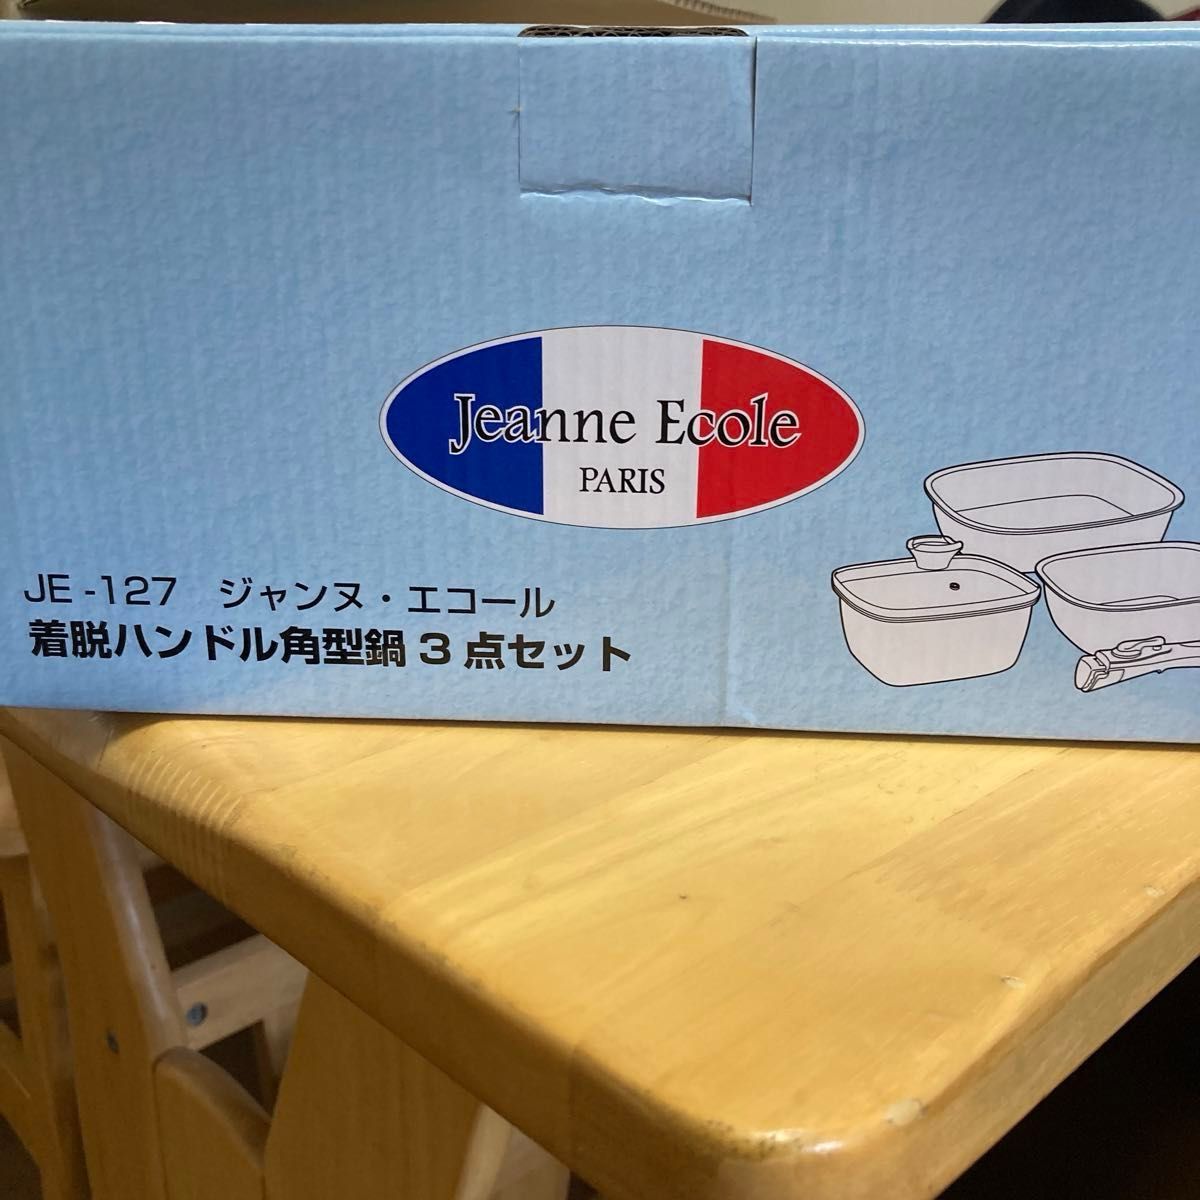 Jeanne Ecole
PARIS
JE-127 ジャンヌ・エコール
着脱ハンドル角型鍋3点セット